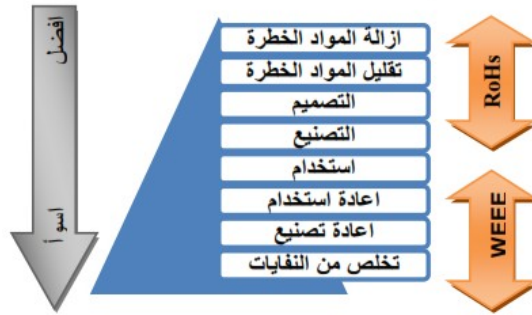 افضل
ازالة المواد الخطرة
تقليل المواد الخطرة
التصميم
التصنيع
استخدام
اعادة استخدام
اعادة تصنيع
تخلص من النفايات
اسوأ
RoHs
WEEE